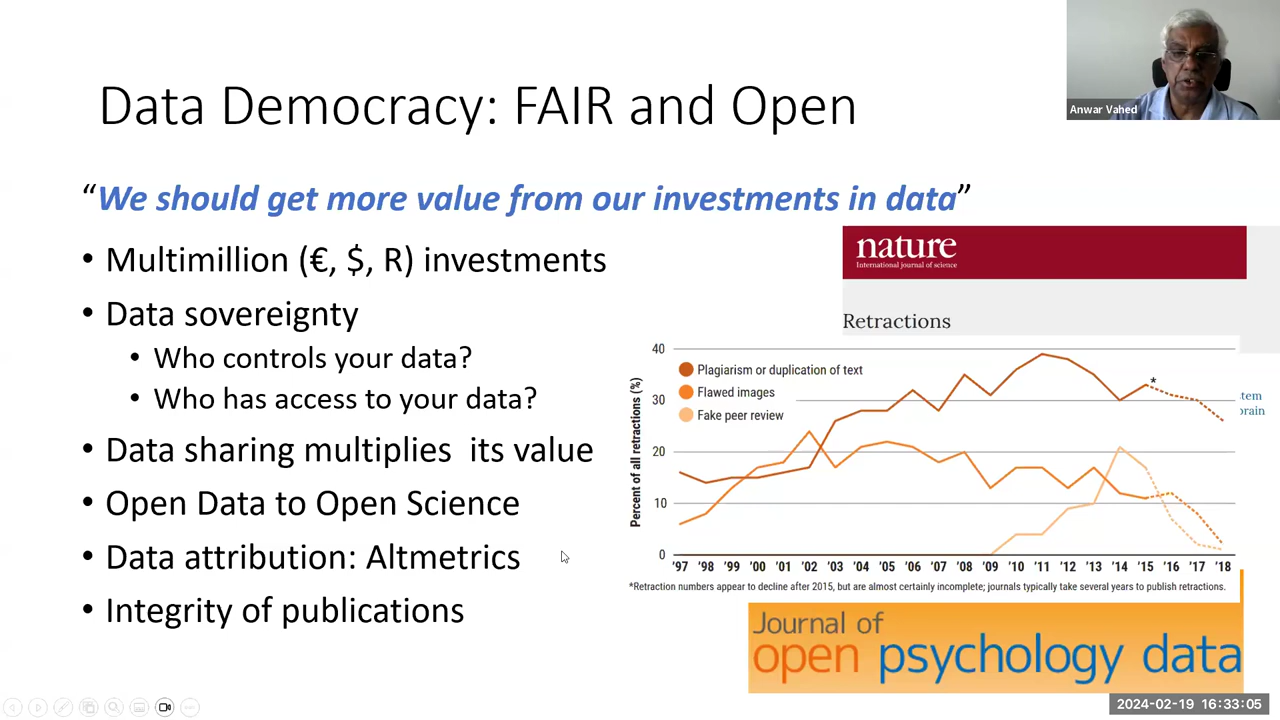 Anwar Vahed
Data Democracy: FAIR and Open
“We should get more value from our investments in data”
• Multimillion (€, $, R) investments
• Data sovereignty
• Who controls your data?
• Who has access to your data?
• Data sharing multiplies its value
• Open Data to Open Science
• Data attribution: Altmetrics
• Integrity of publications
nature
International journal of science
Retractions
tem
brain
Percent of all retractions (%)
40
30
20
10
0
Plagiarism or duplication of text
Flawed images
Fake peer review
*
'97 '98 '99 '00 '01 '02 '03 '04 '05 '06 '07 '08 '09 '10 '11 '12 '13 '14 '15 '16 '17 '18
*Retraction numbers appear to decline after 2015, but are almost certainly incomplete; journals typically take several years to publish retractions.
Journal of
open psychology data
2024-02-19 16:33:05